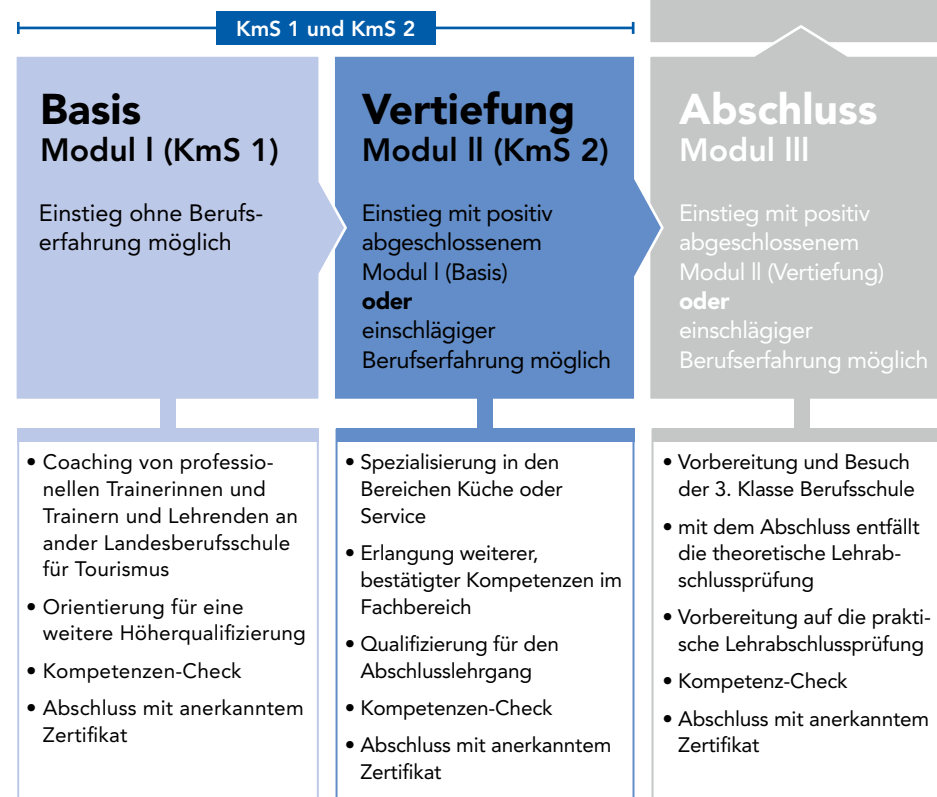 KmS 1 und KmS 2
Basis
Modul I (KmS 1)
Einstieg ohne Berufs-
erfahrung möglich
Vertiefung
Modul II (KmS 2)
Einstieg mit positiv
abgeschlossenem
Modul I (Basis)
oder
einschlägiger
Berufserfahrung möglich
Abschluss
Modul III
Einstieg mit positiv
abgeschlossenem
Modul II (Vertiefung)
oder
einschlägiger
Berufserfahrung möglich
• Coaching von professio-
nellen Trainerinnen und
Trainern und Lehrenden an
ander Landesberufsschule
für Tourismus
• Orientierung für eine
weitere Höherqualifizierung
• Kompetenzen-Check
• Abschluss mit anerkanntem
Zertifikat
• Spezialisierung in den
Bereichen Küche oder
Service
• Erlangung weiterer,
bestätigter Kompetenzen im
Fachbereich
• Qualifizierung für den
Abschlusslehrgang
• Kompetenzen-Check
• Abschluss mit anerkanntem
Zertifikat
• Vorbereitung und Besuch
der 3. Klasse Berufsschule
• mit dem Abschluss entfällt
die theoretische Lehrab-
schlussprüfung
• Vorbereitung auf die prakti-
sche Lehrabschlussprüfung
• Kompetenz-Check
• Abschluss mit anerkanntem
Zertifikat